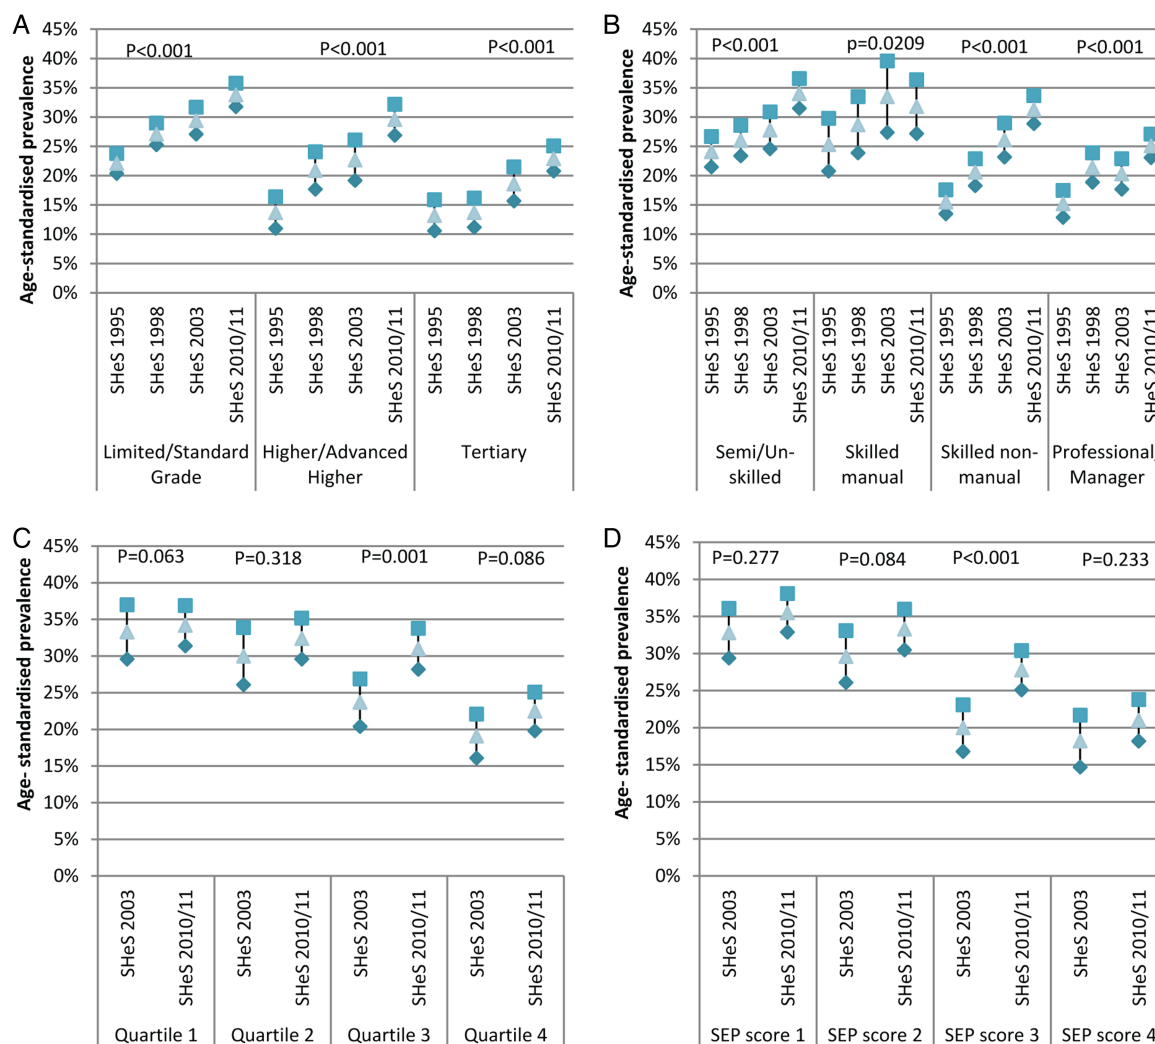 A
Age-standardised prevalence
45%
40%
35%
30%
25%
20%
15%
10%
5%
0%
P<0.001
P<0.001
P<0.001
SHeS 1995
SHeS 1998
SHeS 2003
SHeS 2010/11
SHeS 1995
SHeS 1998
SHeS 2003
SHeS 2010/11
SHeS 1995
SHeS 1998
SHeS 2003
SHeS 2010/11
Limited/Standard
Grade
Higher/Advanced
Higher
Tertiary
B
Age-standardised prevalence
45%
40%
35%
30%
25%
20%
15%
10%
5%
0%
P<0.001
p=0.0209
P<0.001
P<0.001
SHeS 1995
SHeS 1998
SHeS 2003
SHeS 2010/11
SHeS 1995
SHeS 1998
SHeS 2003
SHeS 2010/11
SHeS 1995
SHeS 1998
SHeS 2003
SHeS 2010/11
SHeS 1995
SHeS 1998
SHeS 2003
SHeS 2010/11
Semi/Un-
skilled
Skilled
manual
Skilled non-
manual
Professional/
Manager
C
Age- standardised prevalence
45%
40%
35%
30%
25%
20%
15%
10%
5%
0%
P=0.063
P=0.318
P=0.001
P=0.086
SHeS 2003
SHeS 2010/11
SHeS 2003
SHeS 2010/11
SHeS 2003
SHeS 2010/11
SHeS 2003
SHeS 2010/11
Quartile 1
Quartile 2
Quartile 3
Quartile 4
D
Age- standardised prevalence
45%
40%
35%
30%
25%
20%
15%
10%
5%
0%
P=0.277
P=0.084
P<0.001
P=0.233
SHeS 2003
SHeS 2010/11
SHeS 2003
SHeS 2010/11
SHeS 2003
SHeS 2010/11
SHeS 2003
SHeS 2010/11
SEP score 1
SEP score 2
SEP score 3
SEP score 4